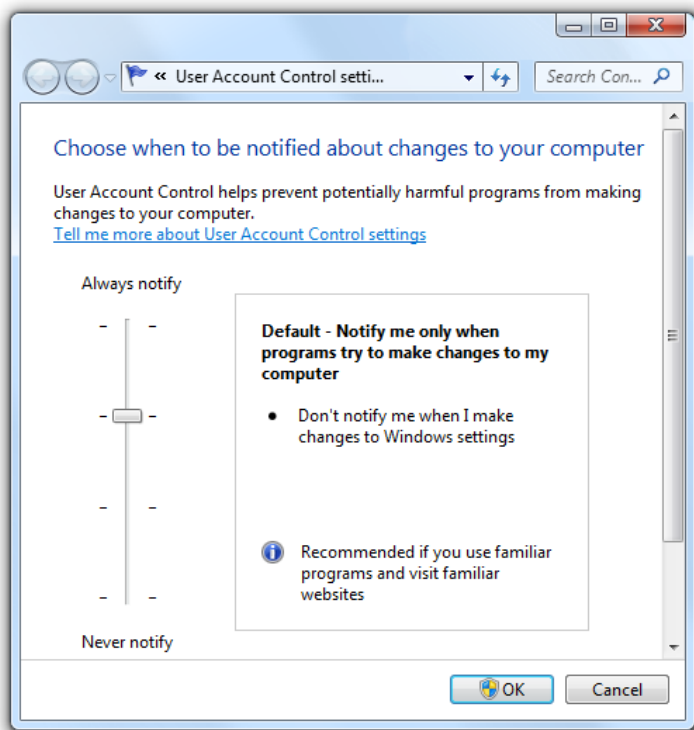 « User Account Control setti...
Search Con...
Choose when to be notified about changes to your computer
User Account Control helps prevent potentially harmful programs from making
changes to your computer.
Tell me more about User Account Control settings
Always notify
Default - Notify me only when
programs try to make changes to my
computer
• Don't notify me when I make
changes to Windows settings
Recommended if you use familiar
programs and visit familiar
websites
Never notify
OK
Cancel